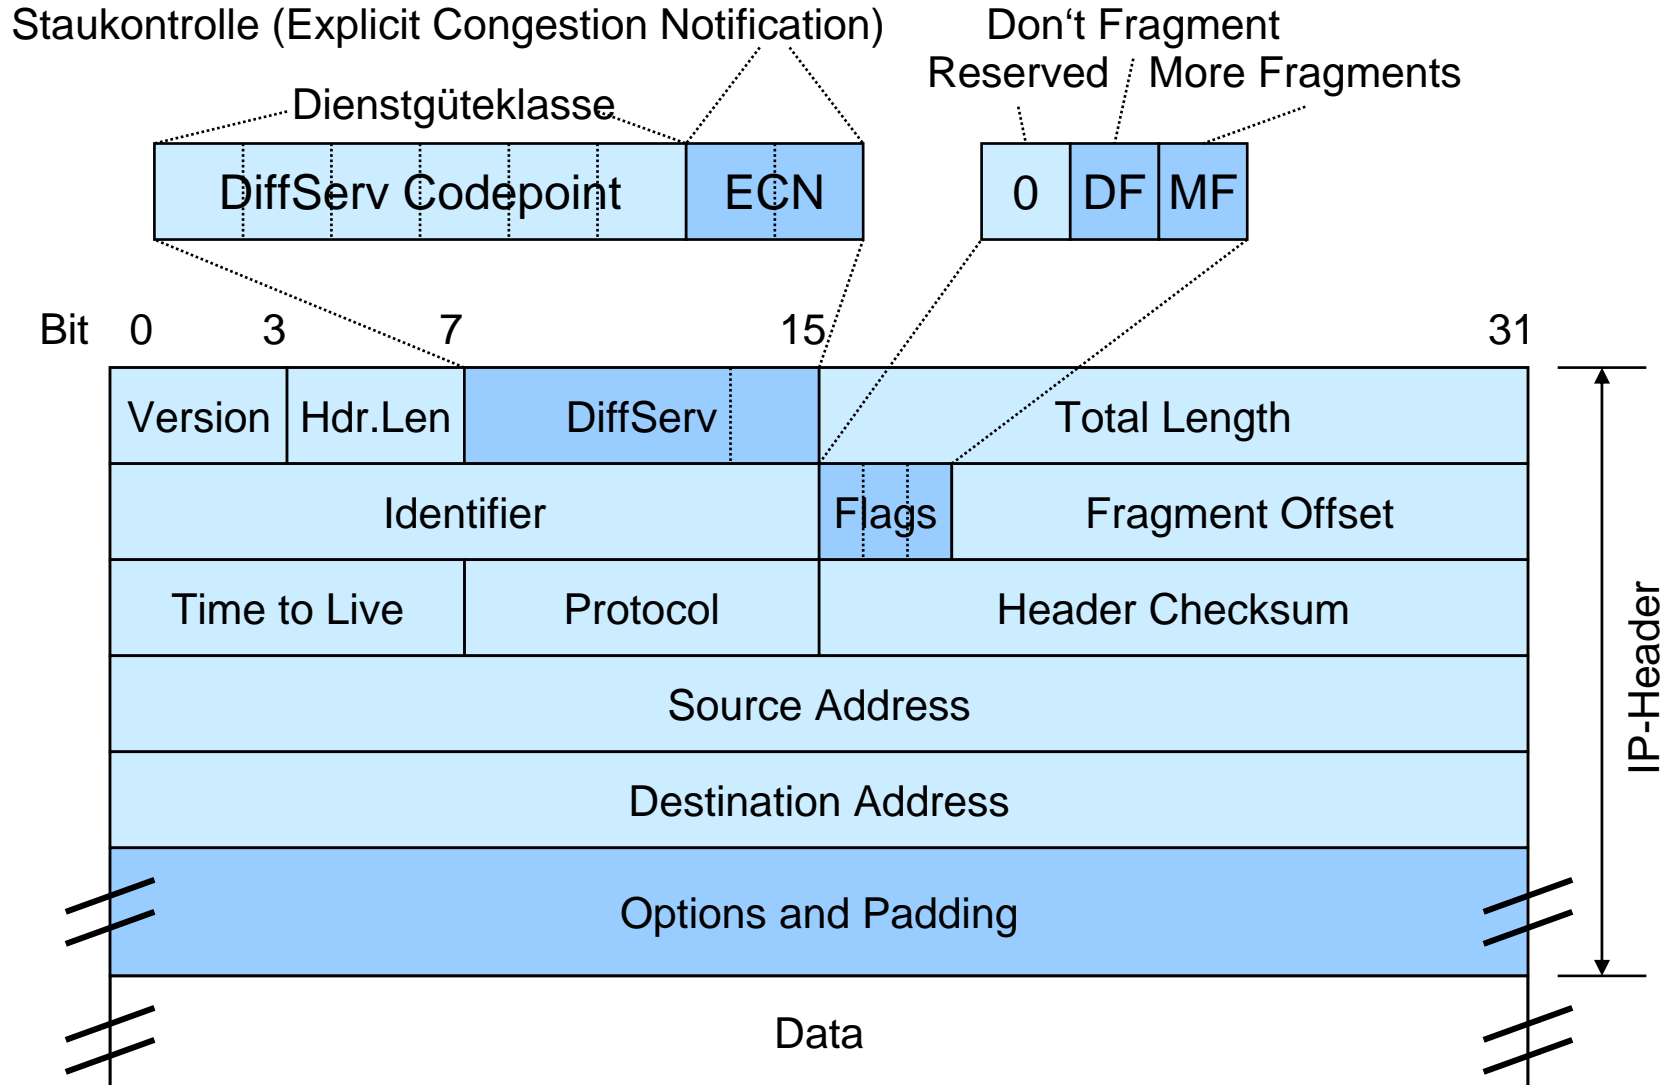 Staukontrolle (Explicit Congestion Notification)
Don‘t Fragment
Reserved
More Fragments
Dienstgüteklasse
DiffServ Codepoint
ECN
0
DF
MF
Bit 0 3 7 15 31
Version Hdr.Len DiffServ Total Length
Identifier Flags Fragment Offset
Time to Live Protocol Header Checksum
Source Address
Destination Address
Options and Padding
Data
IP-Header